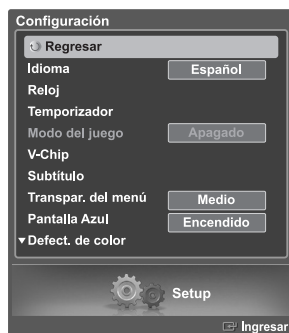 Configuración
Regresar
Idioma Español
Reloj
Temporizador
Modo del juego Apagado
V-Chip
Subtitulo
Transpar. del menú Medio
Pantalla Azul Encendido
▼Defect. de color
Setup
Ingresar